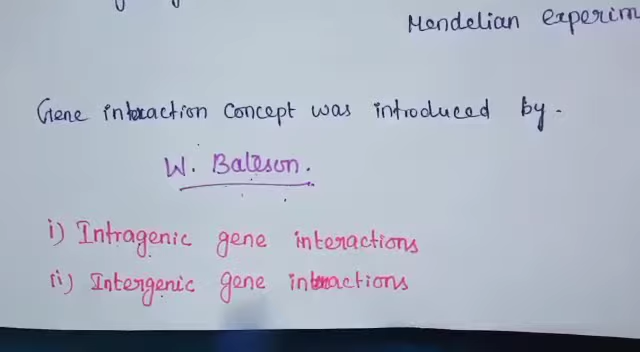 Mendelian experim
Gene interaction concept was introduced by -
W. Bateson.
i) Intragenic gene interactions
ii) Intergenic gene interactions